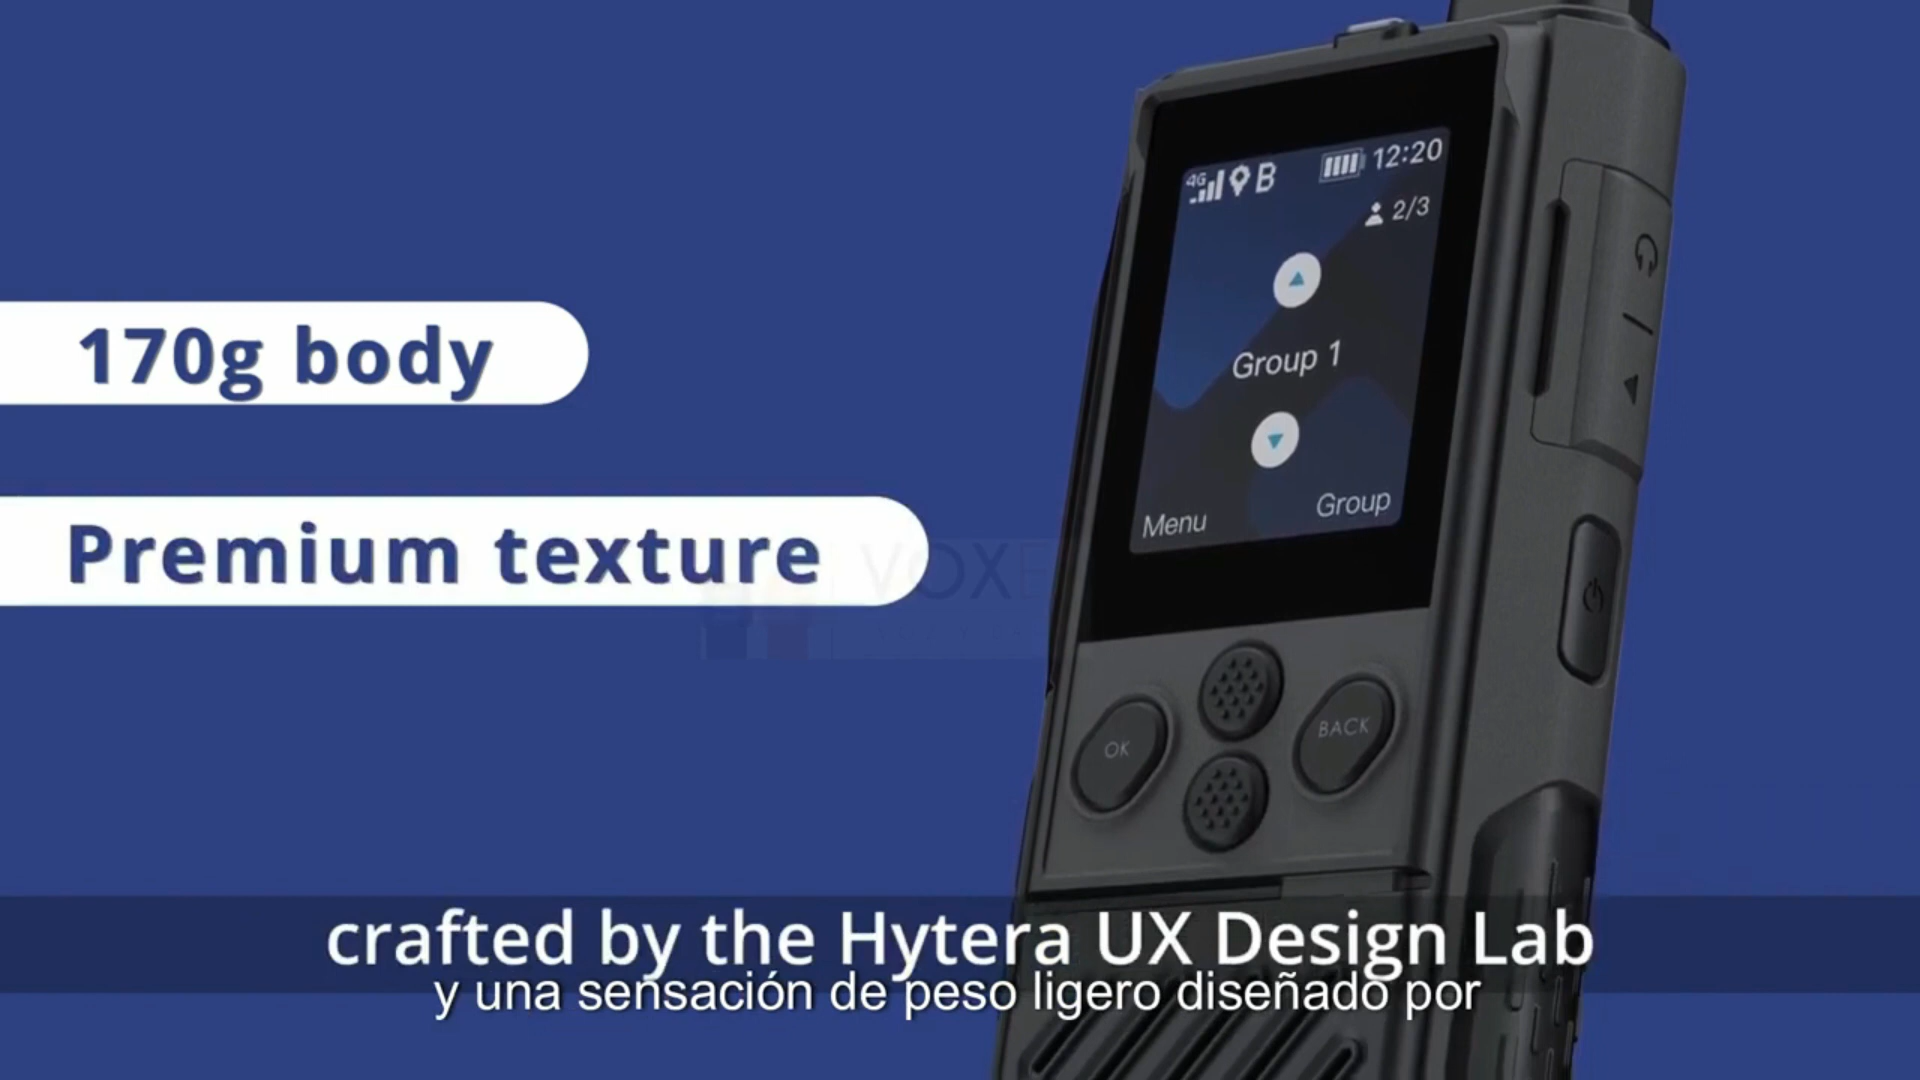 4G B 12:20
2/3
Group 1
Menu Group
OK BACK
170g body
Premium texture
VOX
crafted by the Hytera UX Design Lab
y una sensación de peso ligero diseñado por